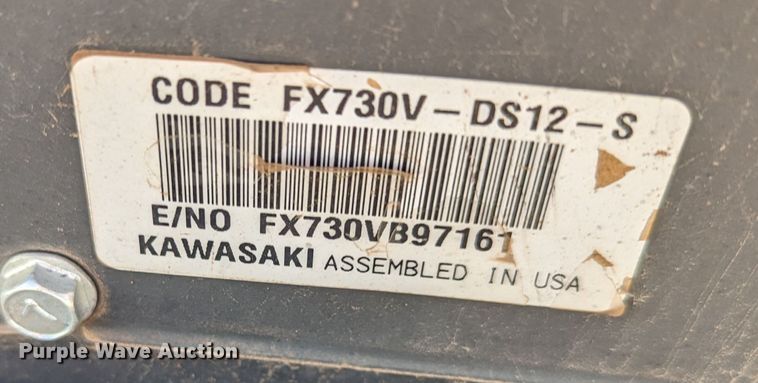 CODE FX730V-DS12-S
E/NO FX730VB97161
KAWASAKI ASSEMBLED IN USA
Purple Wave Auction